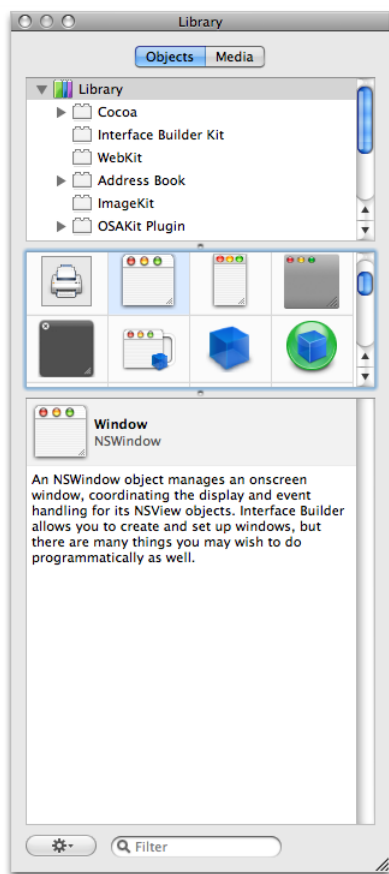 Library
Objects Media
Library
Cocoa
Interface Builder Kit
WebKit
Address Book
ImageKit
OSAKit Plugin
Window
NSWindow
An NSWindow object manages an onscreen
window, coordinating the display and event
handling for its NSView objects. Interface Builder
allows you to create and set up windows, but
there are many things you may wish to do
programmatically as well.
Filter